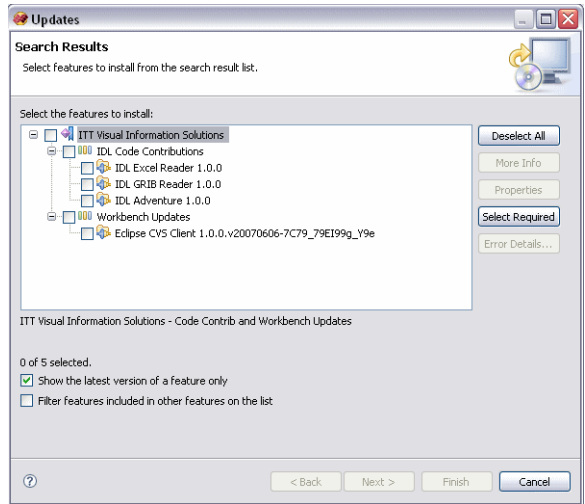 Updates
Search Results
Select features to install from the search result list.
Select the features to install:
ITT Visual Information Solutions
IDL Code Contributions
IDL Excel Reader 1.0.0
IDL GRIB Reader 1.0.0
IDL Adventure 1.0.0
Workbench Updates
Eclipse CVS Client 1.0.0.v20070606-7C79_79EI99g_Y9e
Deselect All
More Info
Properties
Select Required
Error Details...
ITT Visual Information Solutions - Code Contrib and Workbench Updates
0 of 5 selected.
Show the latest version of a feature only
Filter features included in other features on the list
?
< Back
Next >
Finish
Cancel